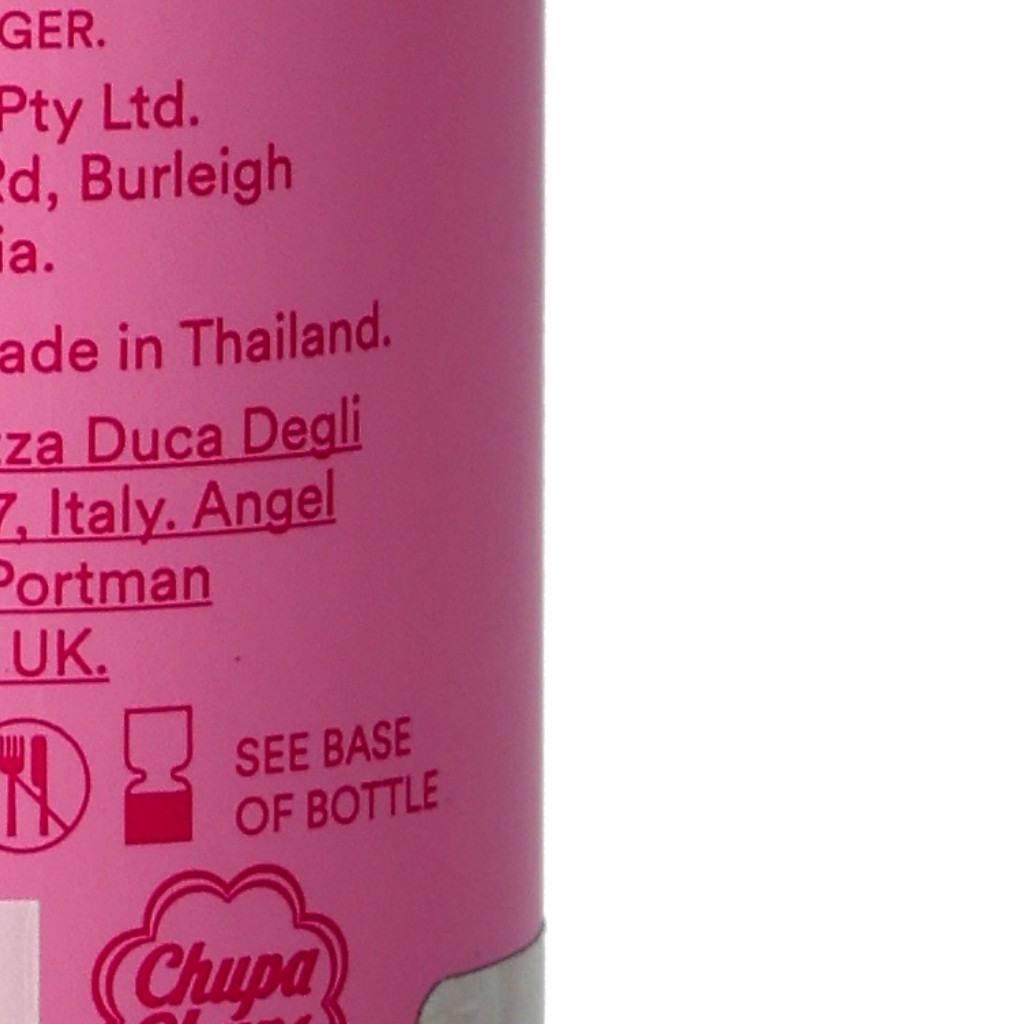 GER.
Pty Ltd.
Rd, Burleigh
ia.
ade in Thailand.
zza Duca Degli
7, Italy. Angel
Portman
UK.
SEE BASE
OF BOTTLE
Chupa
Chups